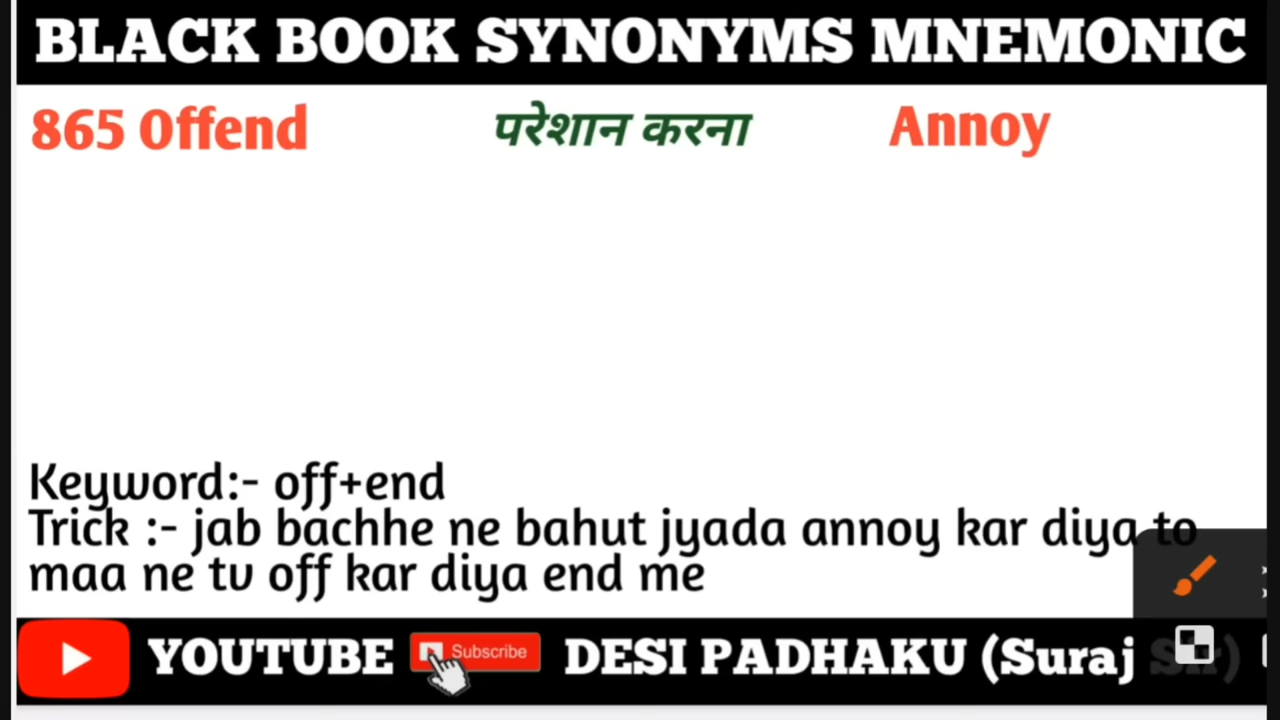 BLACK BOOK SYNONYMS MNEMONIC
865 Offend परेशान करना Annoy
Keyword:- off+end
Trick :- jab bachhe ne bahut jyada annoy kar diya to
maa ne tv off kar diya end me
YOUTUBE Subscribe DESI PADHAKU (Suraj Sir)